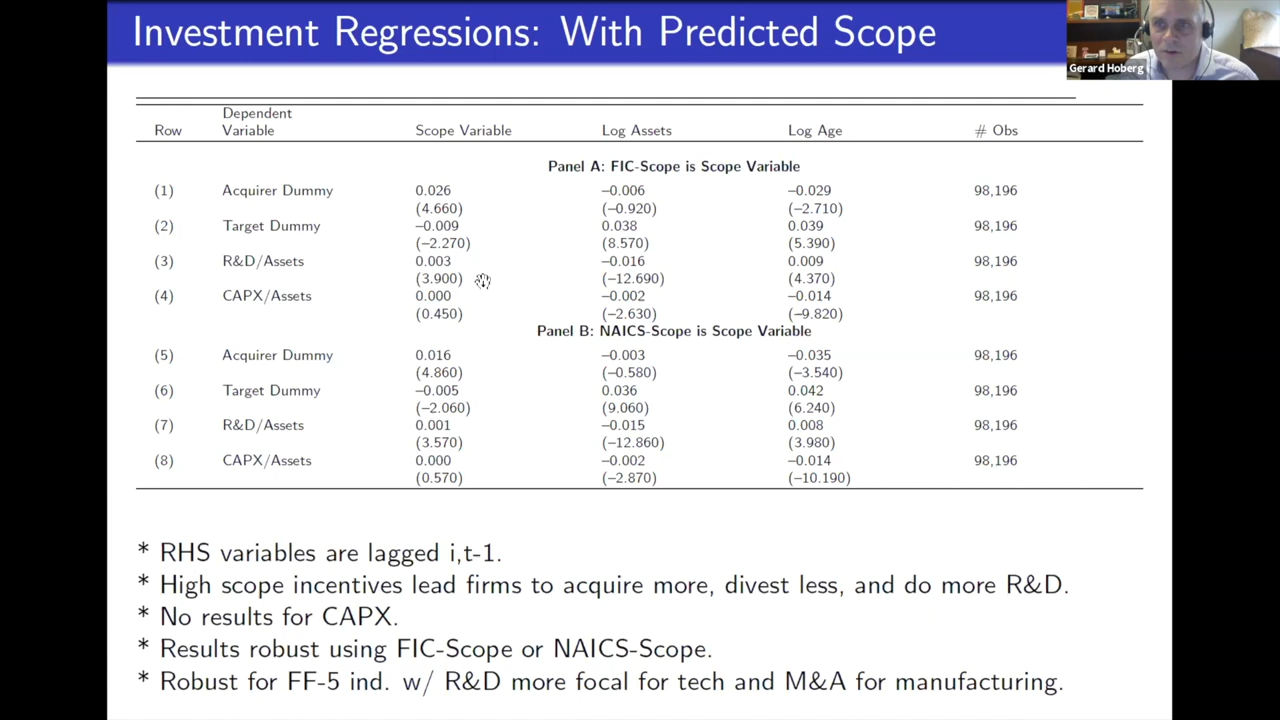 Investment Regressions: With Predicted Scope
Gerard Hoberg
Dependent
Row Variable Scope Variable Log Assets Log Age # Obs
Panel A: FIC-Scope is Scope Variable
(1) Acquirer Dummy 0.026 –0.006 –0.029 98,196
(4.660) (–0.920) (–2.710)
(2) Target Dummy –0.009 0.038 0.039 98,196
(–2.270) (8.570) (5.390)
(3) R&D/Assets 0.003 –0.016 0.009 98,196
(3.900) (–12.690) (4.370)
(4) CAPX/Assets 0.000 –0.002 –0.014 98,196
(0.450) (–2.630) (–9.820)
Panel B: NAICS-Scope is Scope Variable
(5) Acquirer Dummy 0.016 –0.003 –0.035 98,196
(4.860) (–0.580) (–3.540)
(6) Target Dummy –0.005 0.036 0.042 98,196
(–2.060) (9.060) (6.240)
(7) R&D/Assets 0.001 –0.015 0.008 98,196
(3.570) (–12.860) (3.980)
(8) CAPX/Assets 0.000 –0.002 –0.014 98,196
(0.570) (–2.870) (–10.190)
* RHS variables are lagged i,t-1.
* High scope incentives lead firms to acquire more, divest less, and do more R&D.
* No results for CAPX.
* Results robust using FIC-Scope or NAICS-Scope.
* Robust for FF-5 ind. w/ R&D more focal for tech and M&A for manufacturing.